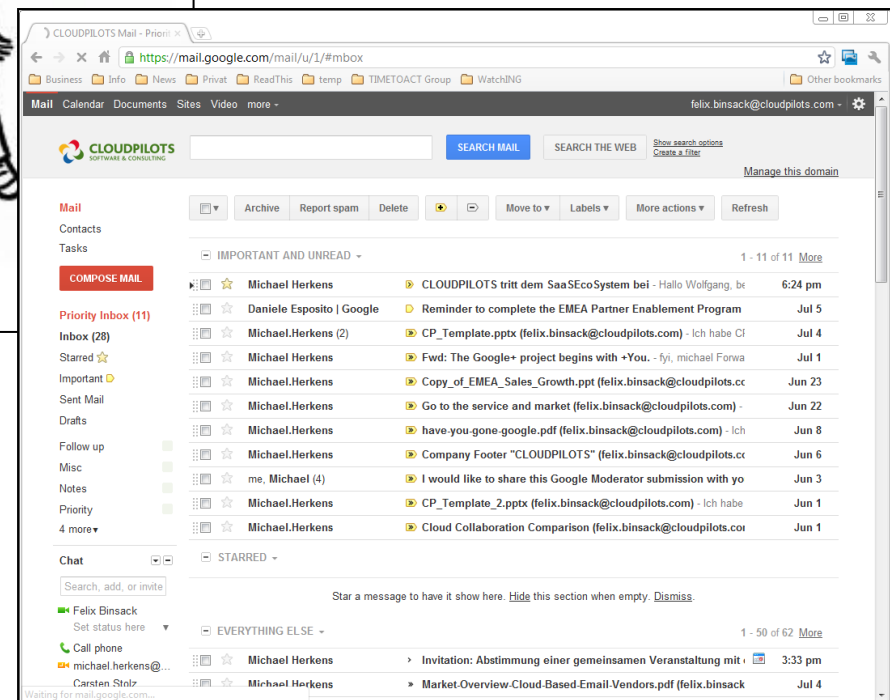 CLOUDPILOTS Mail - Priorit
https://mail.google.com/mail/u/1/#mbox
Business Info News Privat ReadThis temp TIMETOACT Group WatchING Other bookmarks
Mail Calendar Documents Sites Video more felix.binsack@cloudpilots.com
CLOUDPILOTS
SOFTWARE & CONSULTING
SEARCH MAIL SEARCH THE WEB
Show search options
Create a filter
Manage this domain
Mail
Contacts
Tasks
COMPOSE MAIL
Priority Inbox (11)
Inbox (28)
Starred
Important
Sent Mail
Drafts
Follow up
Misc
Notes
Priority
4 more
Chat
Search, add, or invite
Felix Binsack
Set status here
Call phone
michael.herkens@...
Carsten Stolz
Waiting for mail.google.com...
Archive Report spam Delete Move to Labels More actions Refresh
IMPORTANT AND UNREAD 1 - 11 of 11 More
Michael Herkens CLOUDPILOTS tritt dem SaaSEcoSystem bei - Hallo Wolfgang, be 6:24 pm
Daniele Esposito | Google Reminder to complete the EMEA Partner Enablement Program Jul 5
Michael.Herkens (2) CP_Template.pptx (felix.binsack@cloudpilots.com) - Ich habe CF Jul 4
Michael.Herkens Fwd: The Google+ project begins with +You. - fyi, michael Forwa Jul 1
Michael.Herkens Copy_of_EMEA_Sales_Growth.ppt (felix.binsack@cloudpilots.cc Jun 23
Michael.Herkens Go to the service and market (felix.binsack@cloudpilots.com) - Jun 22
Michael.Herkens have-you-gone-google.pdf (felix.binsack@cloudpilots.com) - Ich Jun 8
Michael.Herkens Company Footer "CLOUDPILOTS" (felix.binsack@cloudpilots.cc Jun 6
me, Michael (4) I would like to share this Google Moderator submission with yo Jun 3
Michael.Herkens CP_Template_2.pptx (felix.binsack@cloudpilots.com) - Ich habe Jun 1
Michael.Herkens Cloud Collaboration Comparison (felix.binsack@cloudpilots.com Jun 1
STARRED
Star a message to have it show here. Hide this section when empty. Dismiss.
EVERYTHING ELSE 1 - 50 of 62 More
Michael Herkens Invitation: Abstimmung einer gemeinsamen Veranstaltung mit 3:33 pm
Michael Herkens Market-Overview-Cloud-Based-Email-Vendors.pdf (felix.binsack Jul 4